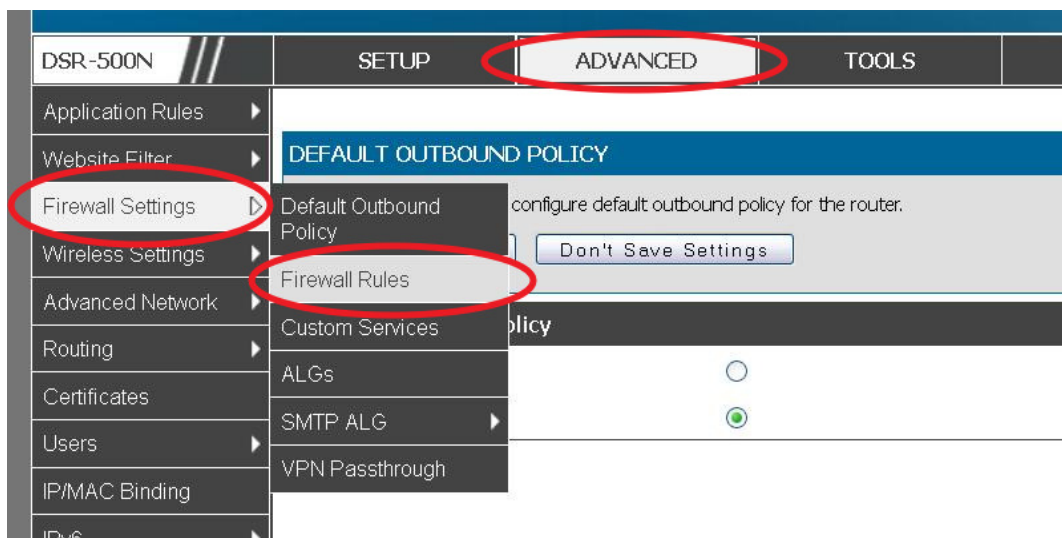 DSR-500N
SETUP
ADVANCED
TOOLS
Application Rules
Website Filter
Firewall Settings
Wireless Settings
Advanced Network
Routing
Certificates
Users
IP/MAC Binding
IPv6
DEFAULT OUTBOUND POLICY
configure default outbound policy for the router.
Don't Save Settings
Default Outbound
Policy
Firewall Rules
Custom Services
ALGs
SMTP ALG
VPN Passthrough
olicy